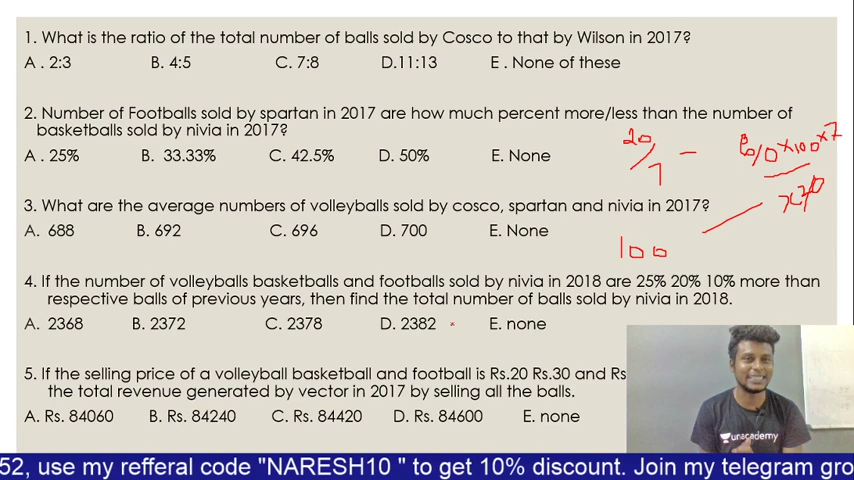 1. What is the ratio of the total number of balls sold by Cosco to that by Wilson in 2017?
A . 2:3 B. 4:5 C. 7:8 D.11:13 E . None of these
2. Number of Footballs sold by spartan in 2017 are how much percent more/less than the number of
basketballs sold by nivia in 2017?
A . 25% B. 33.33% C. 42.5% D. 50% E. None
20/7 -
100
3. What are the average numbers of volleyballs sold by cosco, spartan and nivia in 2017?
A. 688 B. 692 C. 696 D. 700 E. None
4. If the number of volleyballs basketballs and footballs sold by nivia in 2018 are 25% 20% 10% more than
respective balls of previous years, then find the total number of balls sold by nivia in 2018.
A. 2368 B. 2372 C. 2378 D. 2382 E. none
5. If the selling price of a volleyball basketball and football is Rs.20 Rs.30 and Rs
the total revenue generated by vector in 2017 by selling all the balls.
A. Rs. 84060 B. Rs. 84240 C. Rs. 84420 D. Rs. 84600 E. none
unacademy
52, use my refferal code "NARESH10 " to get 10% discount. Join my telegram gro